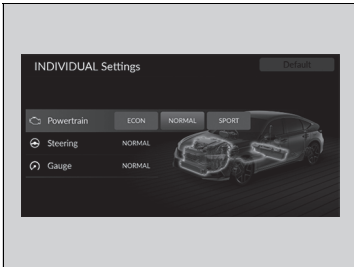 INDIVIDUAL Settings Default
Powertrain ECON NORMAL SPORT
Steering NORMAL
Gauge NORMAL